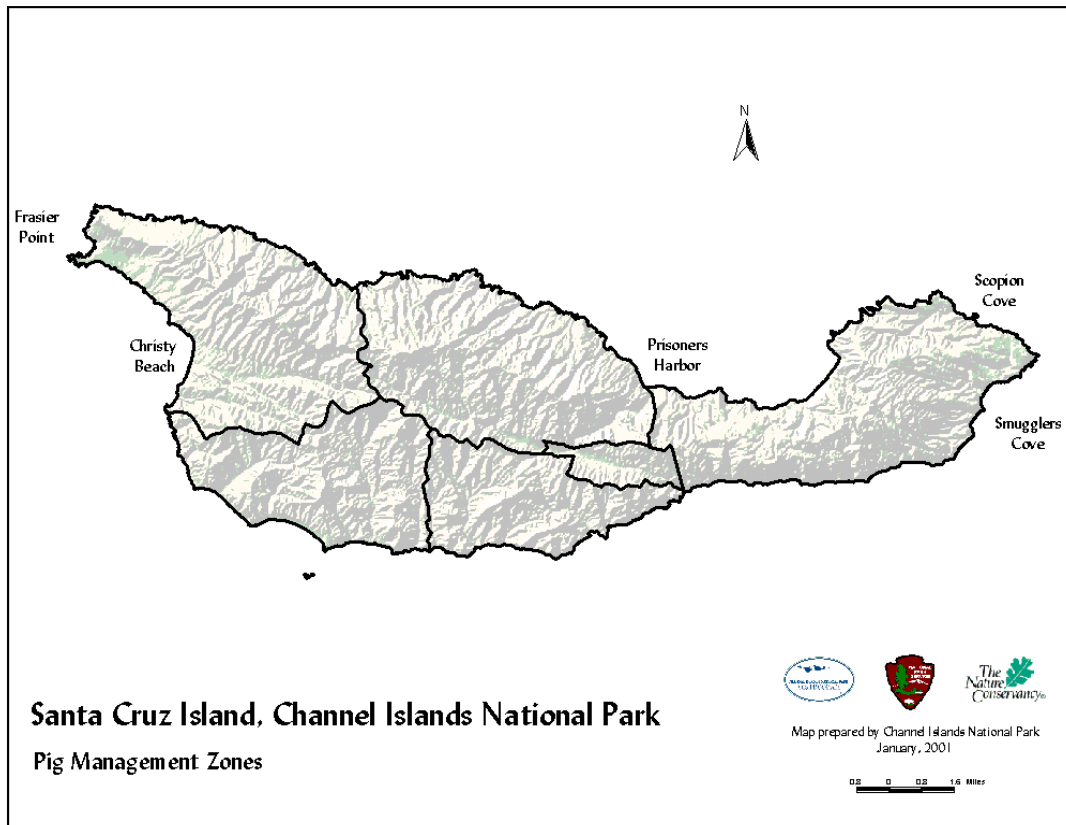 N
Frasier
Point
Scopion
Cove
Christy
Beach
Prisoners
Harbor
Smugglers
Cove
The
Nature
Conservancy
Santa Cruz Island, Channel Islands National Park
Pig Management Zones
Map prepared by Channel Islands National Park
January, 2001
0.8 0 0.8 1.6 Miles